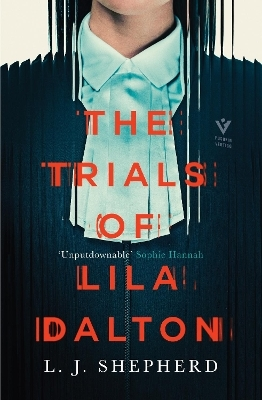 THE
TRIALS
OF
'Unputdownable' Sophie Hannah
LILA
DALTON
L. J. SHEPHERD